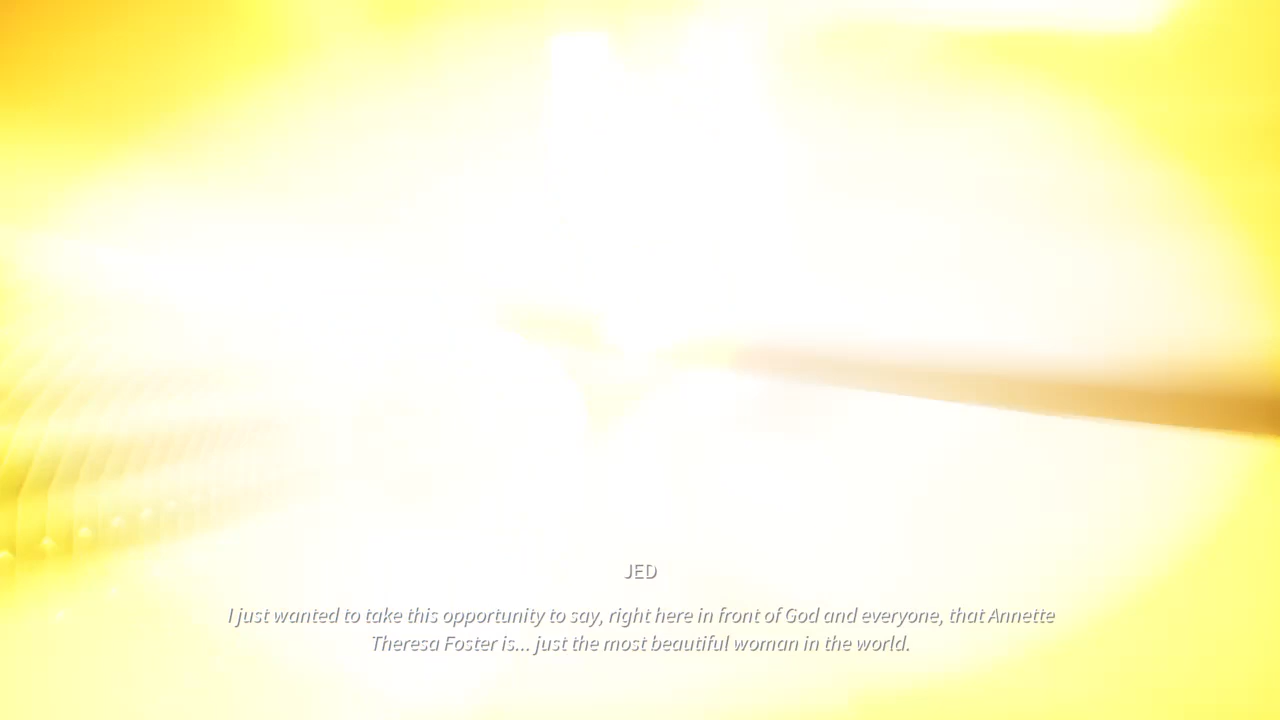 JED
I just wanted to take this opportunity to say, right here in front of God and everyone, that Annette
Theresa Foster is... just the most beautiful woman in the world.